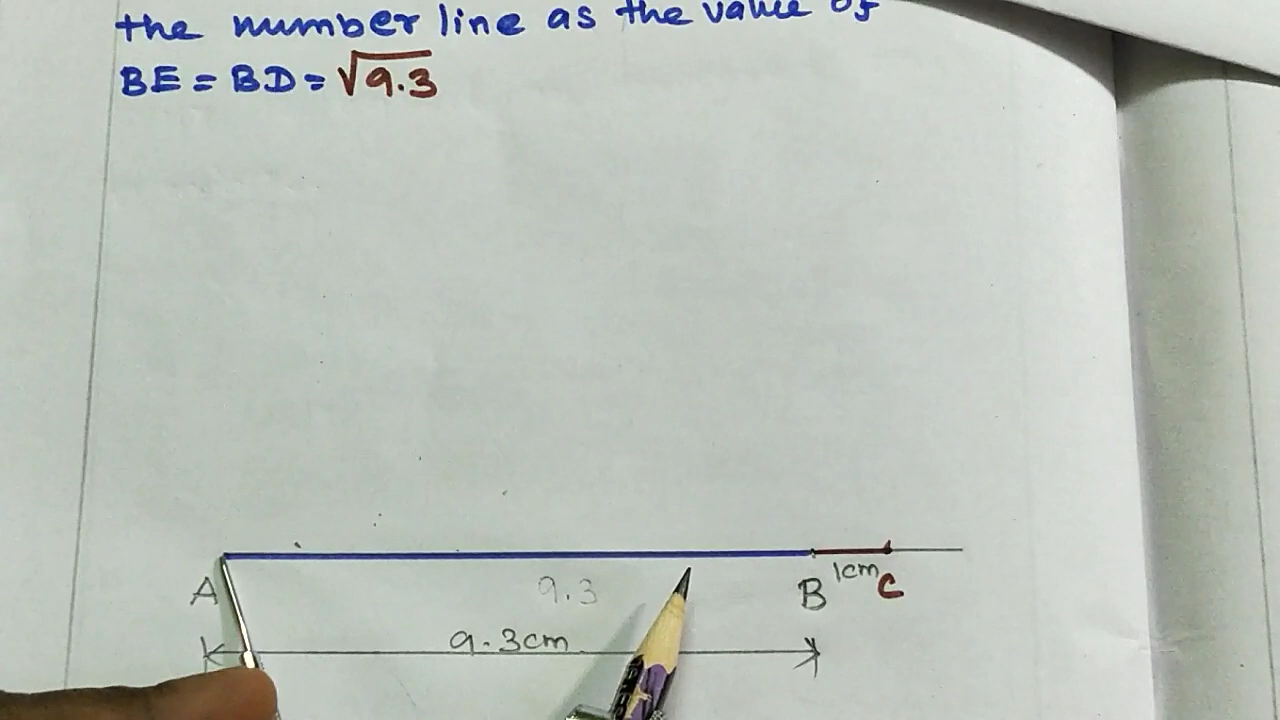 the number line as the value of
BE = BD = √9.3
A 9.3 B 1cm C
9.3cm